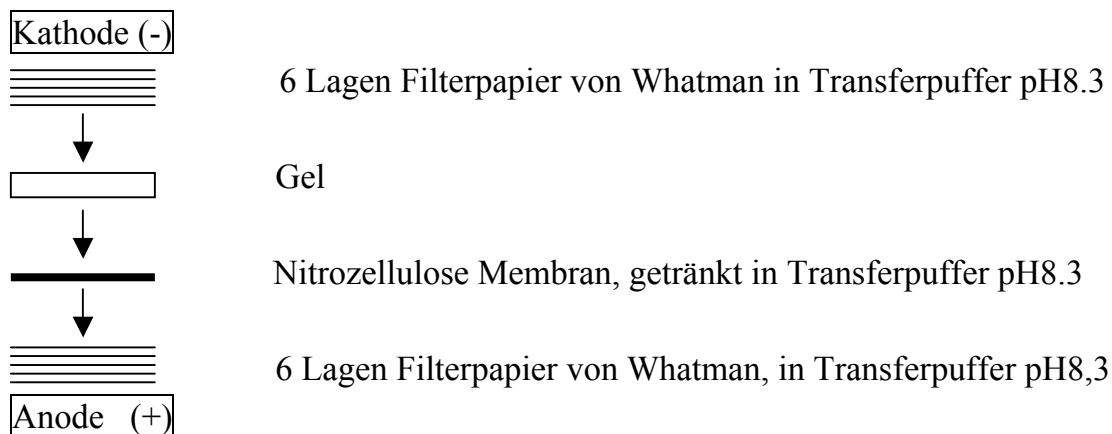 Kathode (-)
6 Lagen Filterpapier von Whatman in Transferpuffer pH8.3
Gel
Nitrozellulose Membran, getränkt in Transferpuffer pH8.3
6 Lagen Filterpapier von Whatman, in Transferpuffer pH8,3
Anode (+)